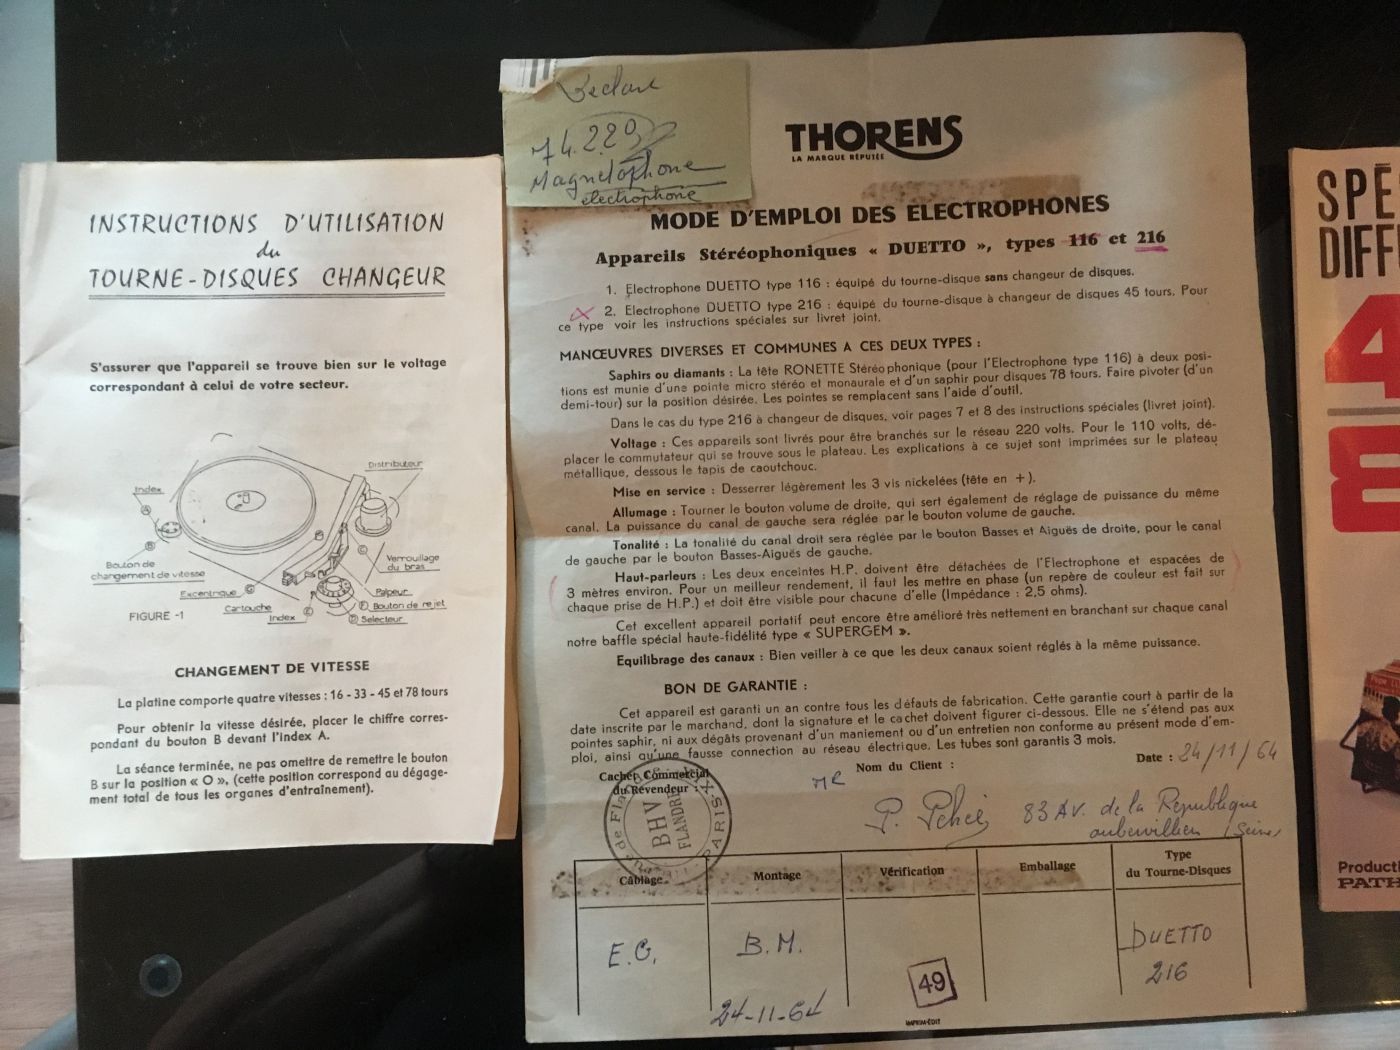 INSTRUCTIONS D'UTILISATION
du
TOURNE-DISQUES CHANGEUR
S'assurer que l'appareil se trouve bien sur le voltage
correspondant à celui de votre secteur.
Distributeur
Index
A
B
Bouton de
changement de vitesse
C
Verrouillage
du bras
Excentrique
G
Palpeur
Cartouche
E
F Bouton de rejet
Index
D Sélecteur
FIGURE -1
CHANGEMENT DE VITESSE
La platine comporte quatre vitesses : 16 - 33 - 45 et 78 tours
Pour obtenir la vitesse désirée, placer le chiffre corres-
pondant du bouton B devant l'index A.
La séance terminée, ne pas omettre de remettre le bouton
B sur la position « O », (cette position correspond au dégage-
ment total de tous les organes d'entraînement).
74.220
Magnetophone
électrophone
THORENS
LA MARQUE RÉPUTÉE
MODE D'EMPLOI DES ELECTROPHONES
Appareils Stéréophoniques « DUETTO », types 116 et 216
1. Electrophone DUETTO type 116 : équipé du tourne-disque sans changeur de disques.
2. Electrophone DUETTO type 216 : équipé du tourne-disque à changeur de disques 45 tours. Pour
ce type voir les instructions spéciales sur livret joint.
MANŒUVRES DIVERSES ET COMMUNES A CES DEUX TYPES :
Saphirs ou diamants : La tête RONETTE Stéréophonique (pour l'Electrophone type 116) à deux posi-
tions est munie d'une pointe micro stéréo et monaurale et d'un saphir pour disques 78 tours. Faire pivoter (d'un
demi-tour) sur la position désirée. Les pointes se remplacent sans l'aide d'outil.
Dans le cas du type 216 à changeur de disques, voir pages 7 et 8 des instructions spéciales (livret joint).
Voltage : Ces appareils sont livrés pour être branchés sur le réseau 220 volts. Pour le 110 volts, dé-
placer le commutateur qui se trouve sous le plateau. Les explications à ce sujet sont imprimées sur le plateau
métallique, dessous le tapis de caoutchouc.
Mise en service : Desserrer légèrement les 3 vis nickelées (tête en +).
Allumage : Tourner le bouton volume de droite, qui sert également de réglage de puissance du même
canal. La puissance du canal de gauche sera réglée par le bouton volume de gauche.
Tonalité : La tonalité du canal droit sera réglée par le bouton Basses et Aiguës de droite, pour le canal
de gauche par le bouton Basses-Aiguës de gauche.
Haut-parleurs : Les deux enceintes H.P. doivent être détachées de l'Electrophone et espacées de
3 mètres environ. Pour un meilleur rendement, il faut les mettre en phase (un repère de couleur est fait sur
chaque prise de H.P.) et doit être visible pour chacune d'elle (Impédance : 2,5 ohms).
Cet excellent appareil portatif peut encore être amélioré très nettement en branchant sur chaque canal
notre baffle spécial haute-fidélité type « SUPERGEM ».
Equilibrage des canaux : Bien veiller à ce que les deux canaux soient réglés à la même puissance.
BON DE GARANTIE :
Cet appareil est garanti un an contre tous les défauts de fabrication. Cette garantie court à partir de la
date inscrite par le marchand, dont la signature et le cachet doivent figurer ci-dessous. Elle ne s'étend pas aux
pointes saphir, ni aux dégâts provenant d'un maniement ou d'un entretien non conforme au présent mode d'em-
ploi, ainsi qu'une fausse connection au réseau électrique. Les tubes sont garantis 3 mois.
Cachet Commercial
du Revendeur :
Nom du Client :
Date : 24/11/64
BHV
FLANDRE
PARIS
83 Av. de la République
aubervilliers (Seine)
Câblage
Montage
Vérification
Emballage
Type
du Tourne-Disques
E.G.
B.M.
DUETTO
216
49
24-11-64
IMPRIM-ÉDIT
SPÉ
DIFF
4
8
Producti
PATH